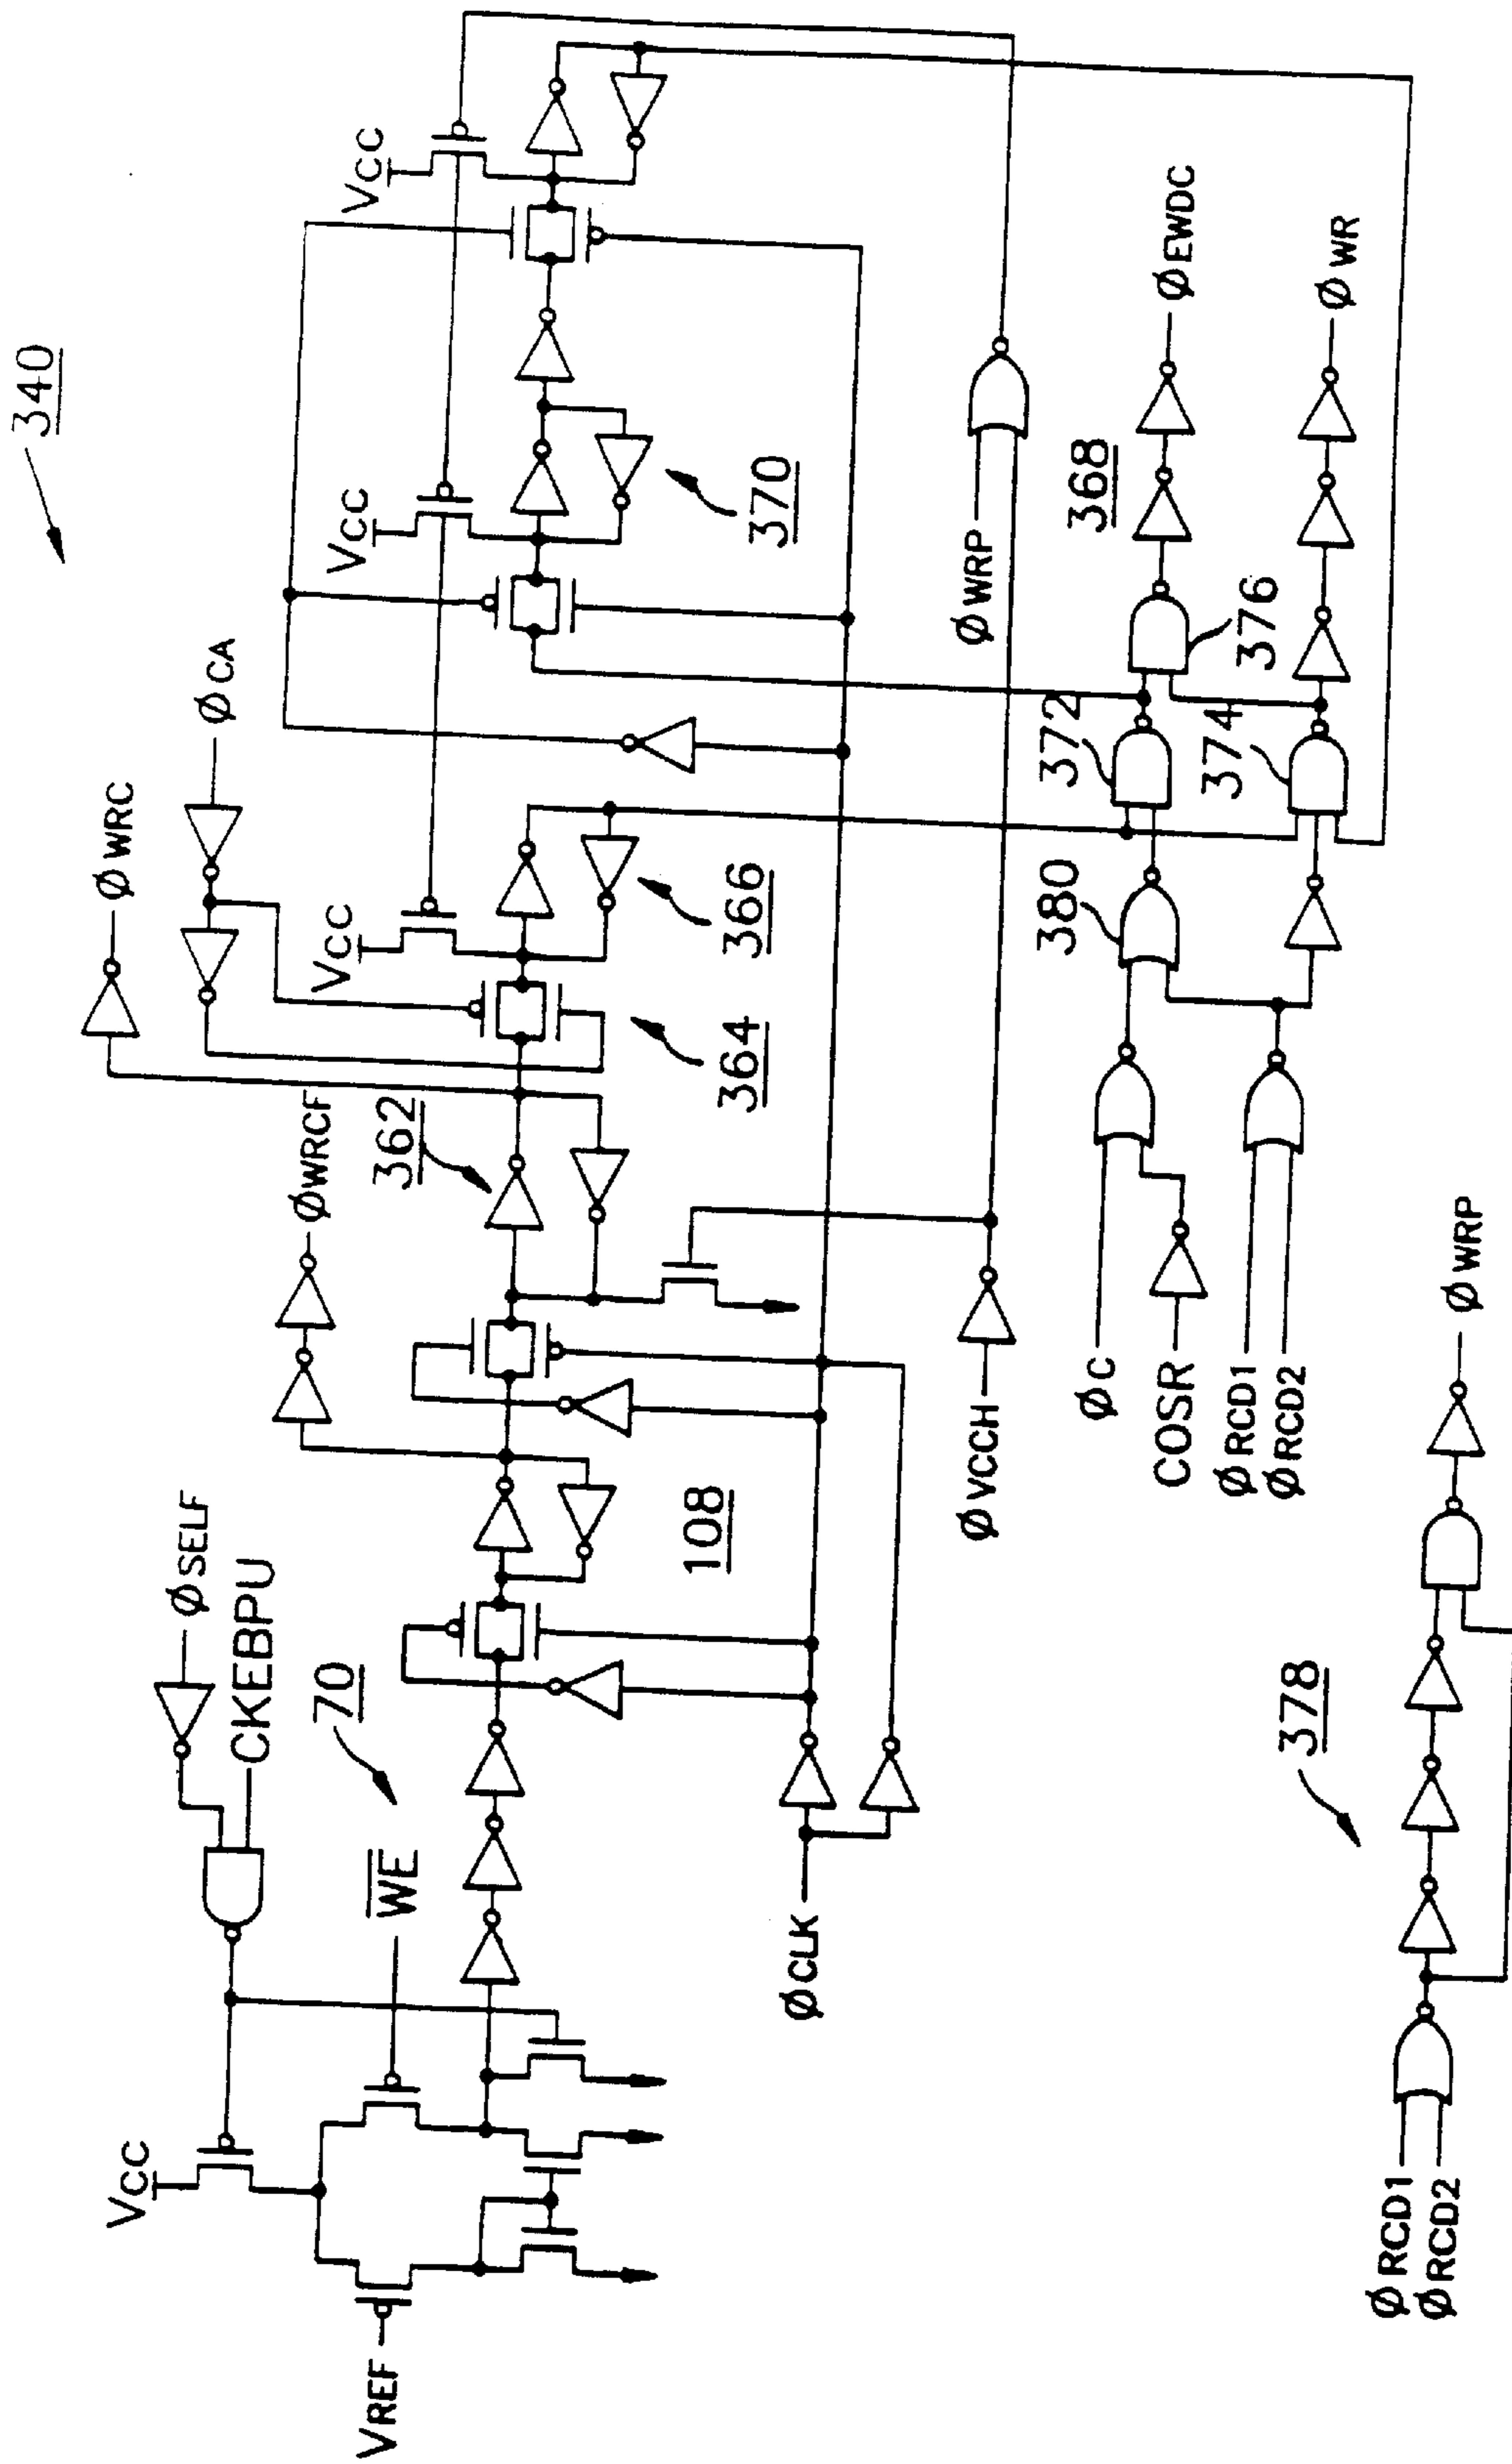 340
VCC
VCC
VCC
VCC
ØSELF
CKEBPU
ØWRC
ØCA
ØWRCF
VREF
WE
70
362
108
364
366
370
ØCLK
ØVCCH
ØWRP
ØC
COSR
ØRCD1
ØRCD2
380
372
374
376
368
ØEWDC
ØWR
ØRCD1
ØRCD2
378
ØWRP